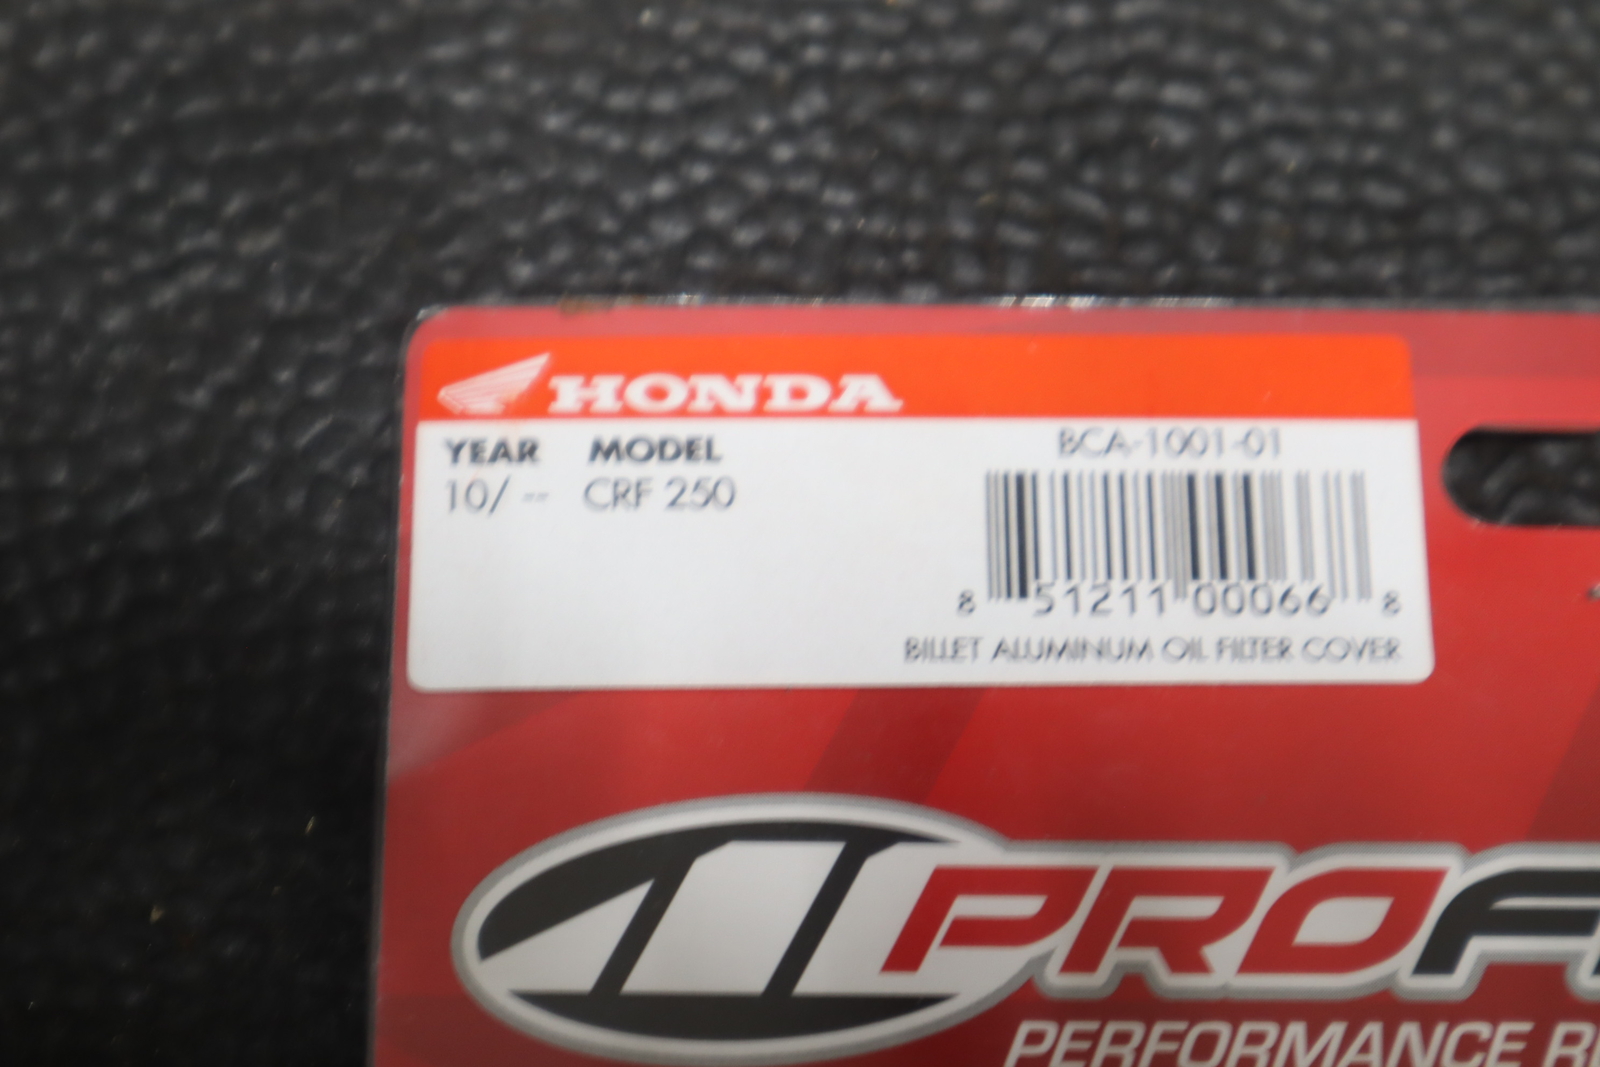 HONDA
YEAR MODEL
10/ -- CRF 250
BCA-1001-01
8 51211 00066 8
BILLET ALUMINUM OIL FILTER COVER
PERFORMANCE